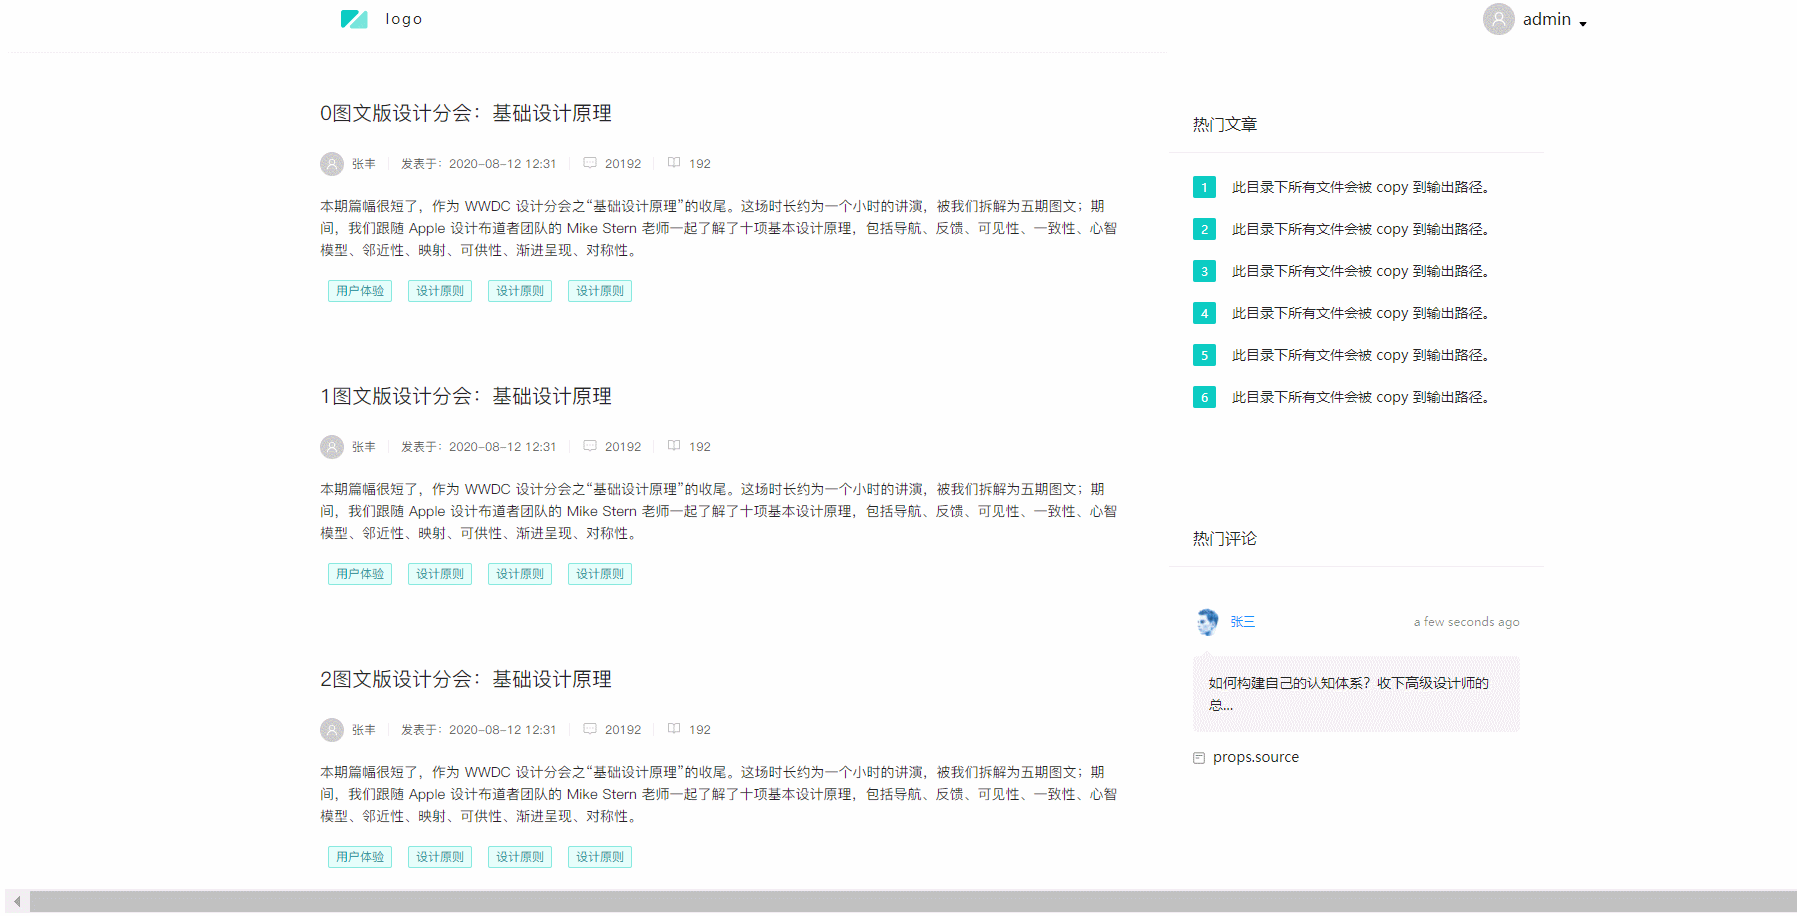 logo
admin
0图文版设计分会：基础设计原理
张丰 发表于：2020-08-12 12:31 20192 192
本期篇幅很短了，作为 WWDC 设计分会之“基础设计原理”的收尾。这场时长约为一个小时的讲演，被我们拆解为五期图文；期
间，我们跟随 Apple 设计布道者团队的 Mike Stern 老师一起了解了十项基本设计原理，包括导航、反馈、可见性、一致性、心智
模型、邻近性、映射、可供性、渐进呈现、对称性。
用户体验 设计原则 设计原则 设计原则
1图文版设计分会：基础设计原理
张丰 发表于：2020-08-12 12:31 20192 192
本期篇幅很短了，作为 WWDC 设计分会之“基础设计原理”的收尾。这场时长约为一个小时的讲演，被我们拆解为五期图文；期
间，我们跟随 Apple 设计布道者团队的 Mike Stern 老师一起了解了十项基本设计原理，包括导航、反馈、可见性、一致性、心智
模型、邻近性、映射、可供性、渐进呈现、对称性。
用户体验 设计原则 设计原则 设计原则
2图文版设计分会：基础设计原理
张丰 发表于：2020-08-12 12:31 20192 192
本期篇幅很短了，作为 WWDC 设计分会之“基础设计原理”的收尾。这场时长约为一个小时的讲演，被我们拆解为五期图文；期
间，我们跟随 Apple 设计布道者团队的 Mike Stern 老师一起了解了十项基本设计原理，包括导航、反馈、可见性、一致性、心智
模型、邻近性、映射、可供性、渐进呈现、对称性。
用户体验 设计原则 设计原则 设计原则
热门文章
1 此目录下所有文件会被 copy 到输出路径。
2 此目录下所有文件会被 copy 到输出路径。
3 此目录下所有文件会被 copy 到输出路径。
4 此目录下所有文件会被 copy 到输出路径。
5 此目录下所有文件会被 copy 到输出路径。
6 此目录下所有文件会被 copy 到输出路径。
热门评论
张三 a few seconds ago
如何构建自己的认知体系？收下高级设计师的
总...
props.source